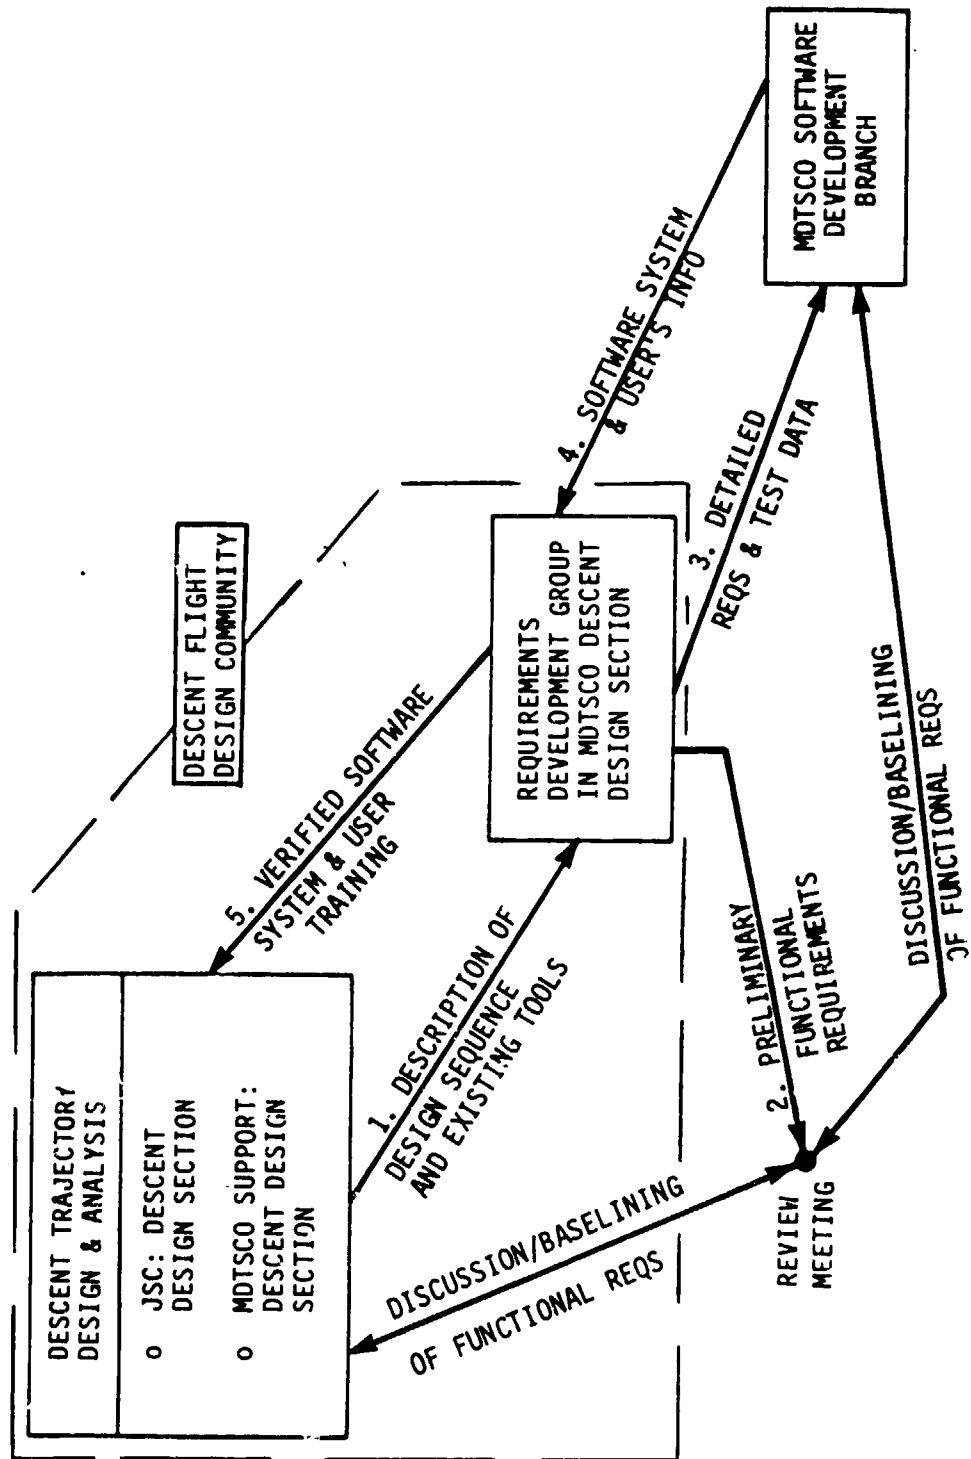 DESCENT FLIGHT
DESIGN COMMUNITY
DESCENT TRAJECTORY
DESIGN & ANALYSIS
o JSC: DESCENT
DESIGN SECTION
o MDTSCO SUPPORT:
DESCENT DESIGN
SECTION
5. VERIFIED SOFTWARE
SYSTEM & USER
TRAINING
1. DESCRIPTION OF
DESIGN SEQUENCE
AND EXISTING TOOLS
REQUIREMENTS
DEVELOPMENT GROUP
IN MDTSCO DESCENT
DESIGN SECTION
4. SOFTWARE SYSTEM
& USER'S INFO
3. DETAILED
REQS & TEST DATA
MDTSCO SOFTWARE
DEVELOPMENT
BRANCH
DISCUSSION/BASELINING
OF FUNCTIONAL REQS
2. PRELIMINARY
FUNCTIONAL
REQUIREMENTS
REVIEW
MEETING
DISCUSSION/BASELINING
OF FUNCTIONAL REQS